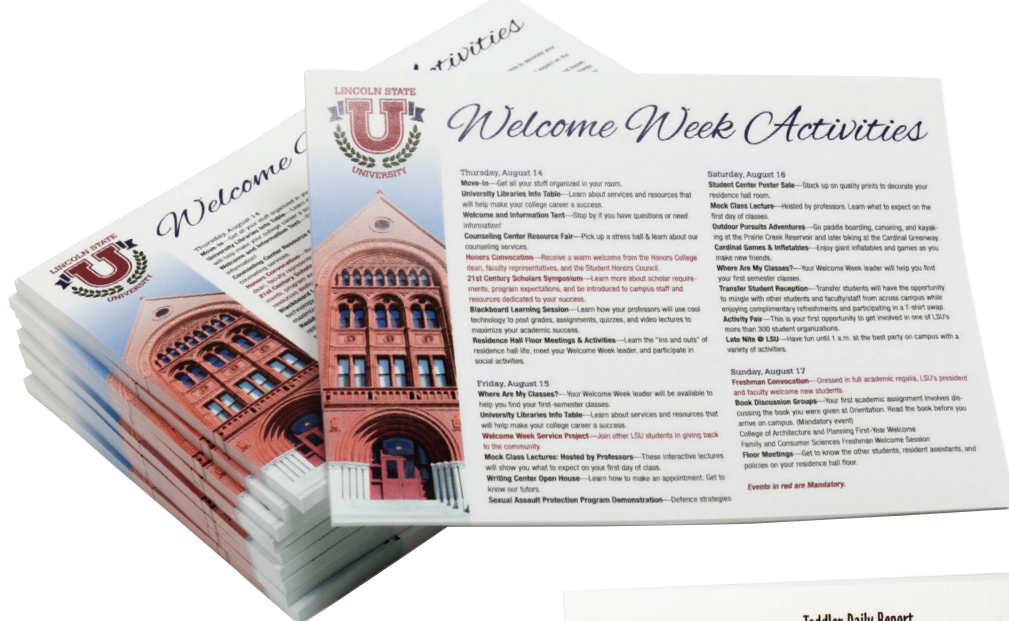 LINCOLN STATE
U
UNIVERSITY
Welcome Week Activities
Thursday, August 14
Move-In—Get all your stuff organized in your room.
University Libraries Info Table—Learn about services and resources that
will help make your college career a success.
Welcome and Information Tent—Stop by if you have questions or need
information!
Counseling Center Resource Fair—Pick up a stress ball & learn about our
counseling services.
Honors Convocation—Receive a warm welcome from the Honors College
dean, faculty representatives, and the Student Honors Council.
21st Century Scholars Symposium—Learn more about scholar require-
ments, program expectations, and be introduced to campus staff and
resources dedicated to your success.
Blackboard Learning Session—Learn how your professors will use cool
technology to post grades, assignments, quizzes, and video lectures to
maximize your academic success.
Residence Hall Floor Meetings & Activities—Learn the "ins and outs" of
residence hall life, meet your Welcome Week leader, and participate in
social activities.
Friday, August 15
Where Are My Classes?—Your Welcome Week leader will be available to
help you find your first-semester classes.
University Libraries Info Table—Learn about services and resources that
will help make your college career a success.
Welcome Week Service Project—Join other LSU students in giving back
to the community.
Mock Class Lectures: Hosted by Professors—These interactive lectures
will show you what to expect on your first day of class.
Writing Center Open House—Learn how to make an appointment. Get to
know our tutors.
Sexual Assault Protection Program Demonstration—Defence strategies
Saturday, August 16
Student Center Poster Sale—Stock up on quality prints to decorate your
residence hall room.
Mock Class Lecture—Hosted by professors. Learn what to expect on the
first day of classes.
Outdoor Pursuits Adventures—Go paddle boarding, canoeing, and kayak-
ing at the Prairie Creek Reservoir and later biking at the Cardinal Greenway.
Cardinal Games & Inflatables—Enjoy giant inflatables and games as you
make new friends.
Where Are My Classes?—Your Welcome Week leader will help you find
your first semester classes.
Transfer Student Reception—Transfer students will have the opportunity
to mingle with other students and faculty/staff from across campus while
enjoying complimentary refreshments and participating in a T-shirt swap.
Activity Fair—This is your first opportunity to get involved in one of LSU's
more than 300 student organizations.
Late Nite @ LSU—Have fun until 1 a.m. at the best party on campus with a
variety of activities.
Sunday, August 17
Freshman Convocation—Dressed in full academic regalia, LSU's president
and faculty welcome new students.
Book Discussion Groups—Your first academic assignment involves dis-
cussing the book you were given at Orientation. Read the book before you
arrive on campus. (Mandatory event)
College of Architecture and Planning First-Year Welcome
Family and Consumer Sciences Freshman Welcome Session
Floor Meetings—Get to know the other students, resident assistants, and
policies on your residence hall floor.
Events in red are Mandatory.
LINCOLN STATE
U
UNIVERSITY
Welcome
Thursday, August 14
Activities
Toddler Daily Report